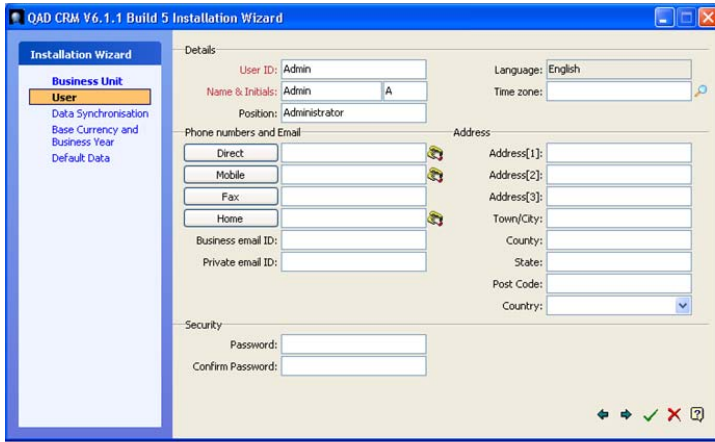 QAD CRM V6.1.1 Build 5 Installation Wizard
Installation Wizard
Business Unit
User
Data Synchronisation
Base Currency and
Business Year
Default Data
Details
User ID: Admin
Language: English
Name & Initials: Admin A
Time zone:
Position: Administrator
Phone numbers and Email
Address
Direct
Address[1]:
Mobile
Address[2]:
Fax
Address[3]:
Home
Town/City:
Business email ID:
County:
Private email ID:
State:
Post Code:
Country:
Security
Password:
Confirm Password: